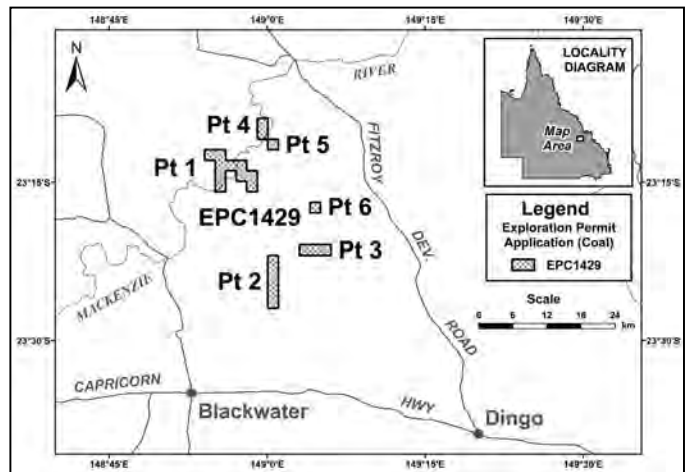 148°45'E
149°0'E
149°15'E
149°30'E
N
RIVER
LOCALITY
DIAGRAM
Map
Area
Pt 4
Pt 5
Pt 1
FITZROY
23°15'S
23°15'S
EPC1429
Pt 6
Legend
Exploration Permit
Application (Coal)
EPC1429
DEV.
Pt 3
Pt 2
MACKENZIE
Scale
0 6 12 18 24
km
ROAD
23°30'S
23°30'S
CAPRICORN
HWY
Blackwater
Dingo
148°45'E
149°0'E
149°15'E
149°30'E